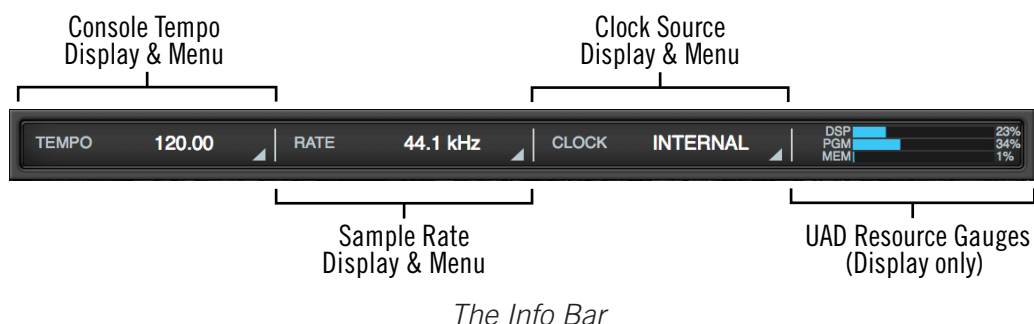 Console Tempo
Display & Menu
Clock Source
Display & Menu
TEMPO 120.00 RATE 44.1 kHz CLOCK INTERNAL
DSP 23%
PGM 34%
MEM 1%
Sample Rate
Display & Menu
UAD Resource Gauges
(Display only)
The Info Bar